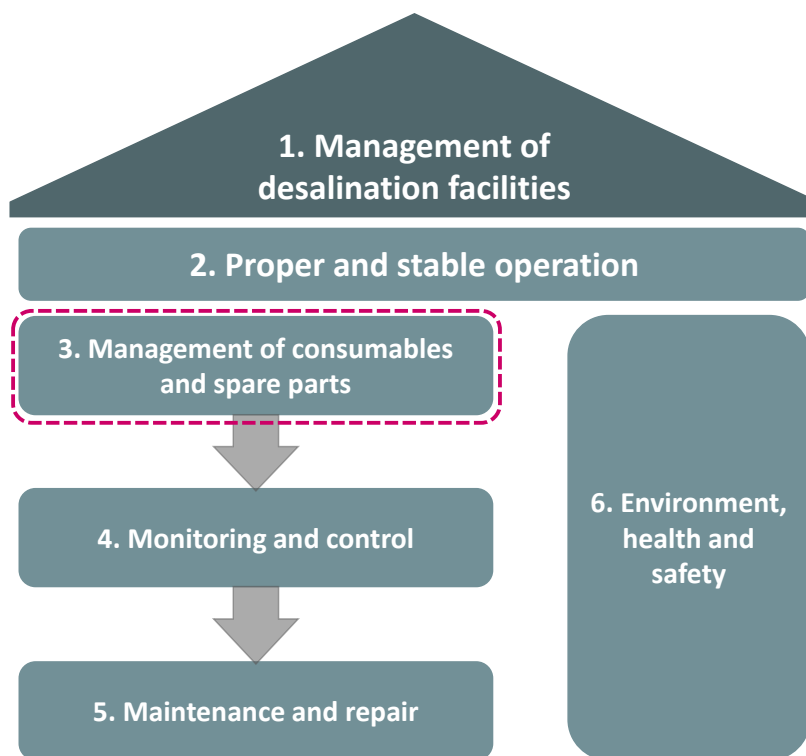 1. Management of
desalination facilities
2. Proper and stable operation
3. Management of consumables
and spare parts
4. Monitoring and control
5. Maintenance and repair
6. Environment,
health and
safety